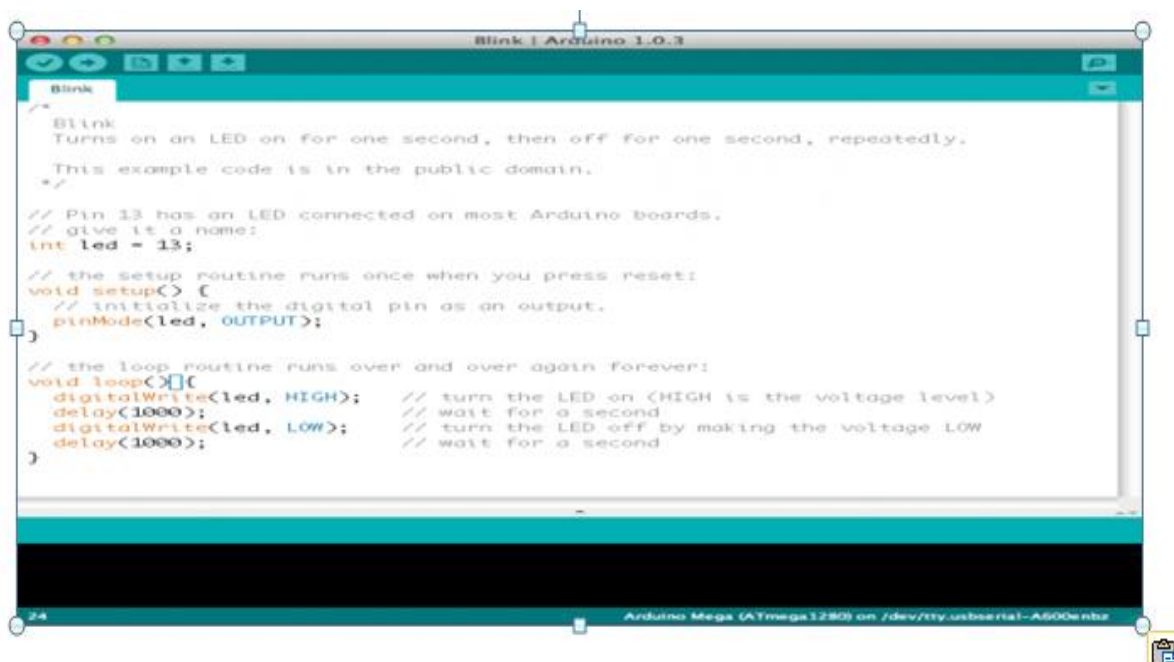 Blink | Arduino 1.0.3
Blink
/*
Blink
Turns on an LED on for one second, then off for one second, repeatedly.
This example code is in the public domain.
*/
// Pin 13 has an LED connected on most Arduino boards.
// give it a name:
int led = 13;
// the setup routine runs once when you press reset:
void setup() {
// initialize the digital pin as an output.
pinMode(led, OUTPUT);
}
// the loop routine runs over and over again forever:
void loop() {
digitalWrite(led, HIGH);   // turn the LED on (HIGH is the voltage level)
delay(1000);               // wait for a second
digitalWrite(led, LOW);    // turn the LED off by making the voltage LOW
delay(1000);               // wait for a second
}
24
Arduino Mega (ATmega1280) on /dev/tty.usbserial-A600enbz